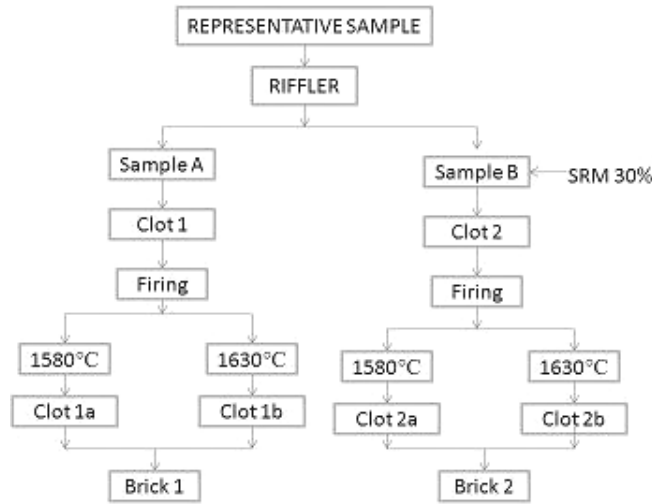 REPRESENTATIVE SAMPLE
RIFFLER
Sample A
Sample B
SRM 30%
Clot 1
Clot 2
Firing
Firing
1580°C
1630°C
1580°C
1630°C
Clot 1a
Clot 1b
Clot 2a
Clot 2b
Brick 1
Brick 2